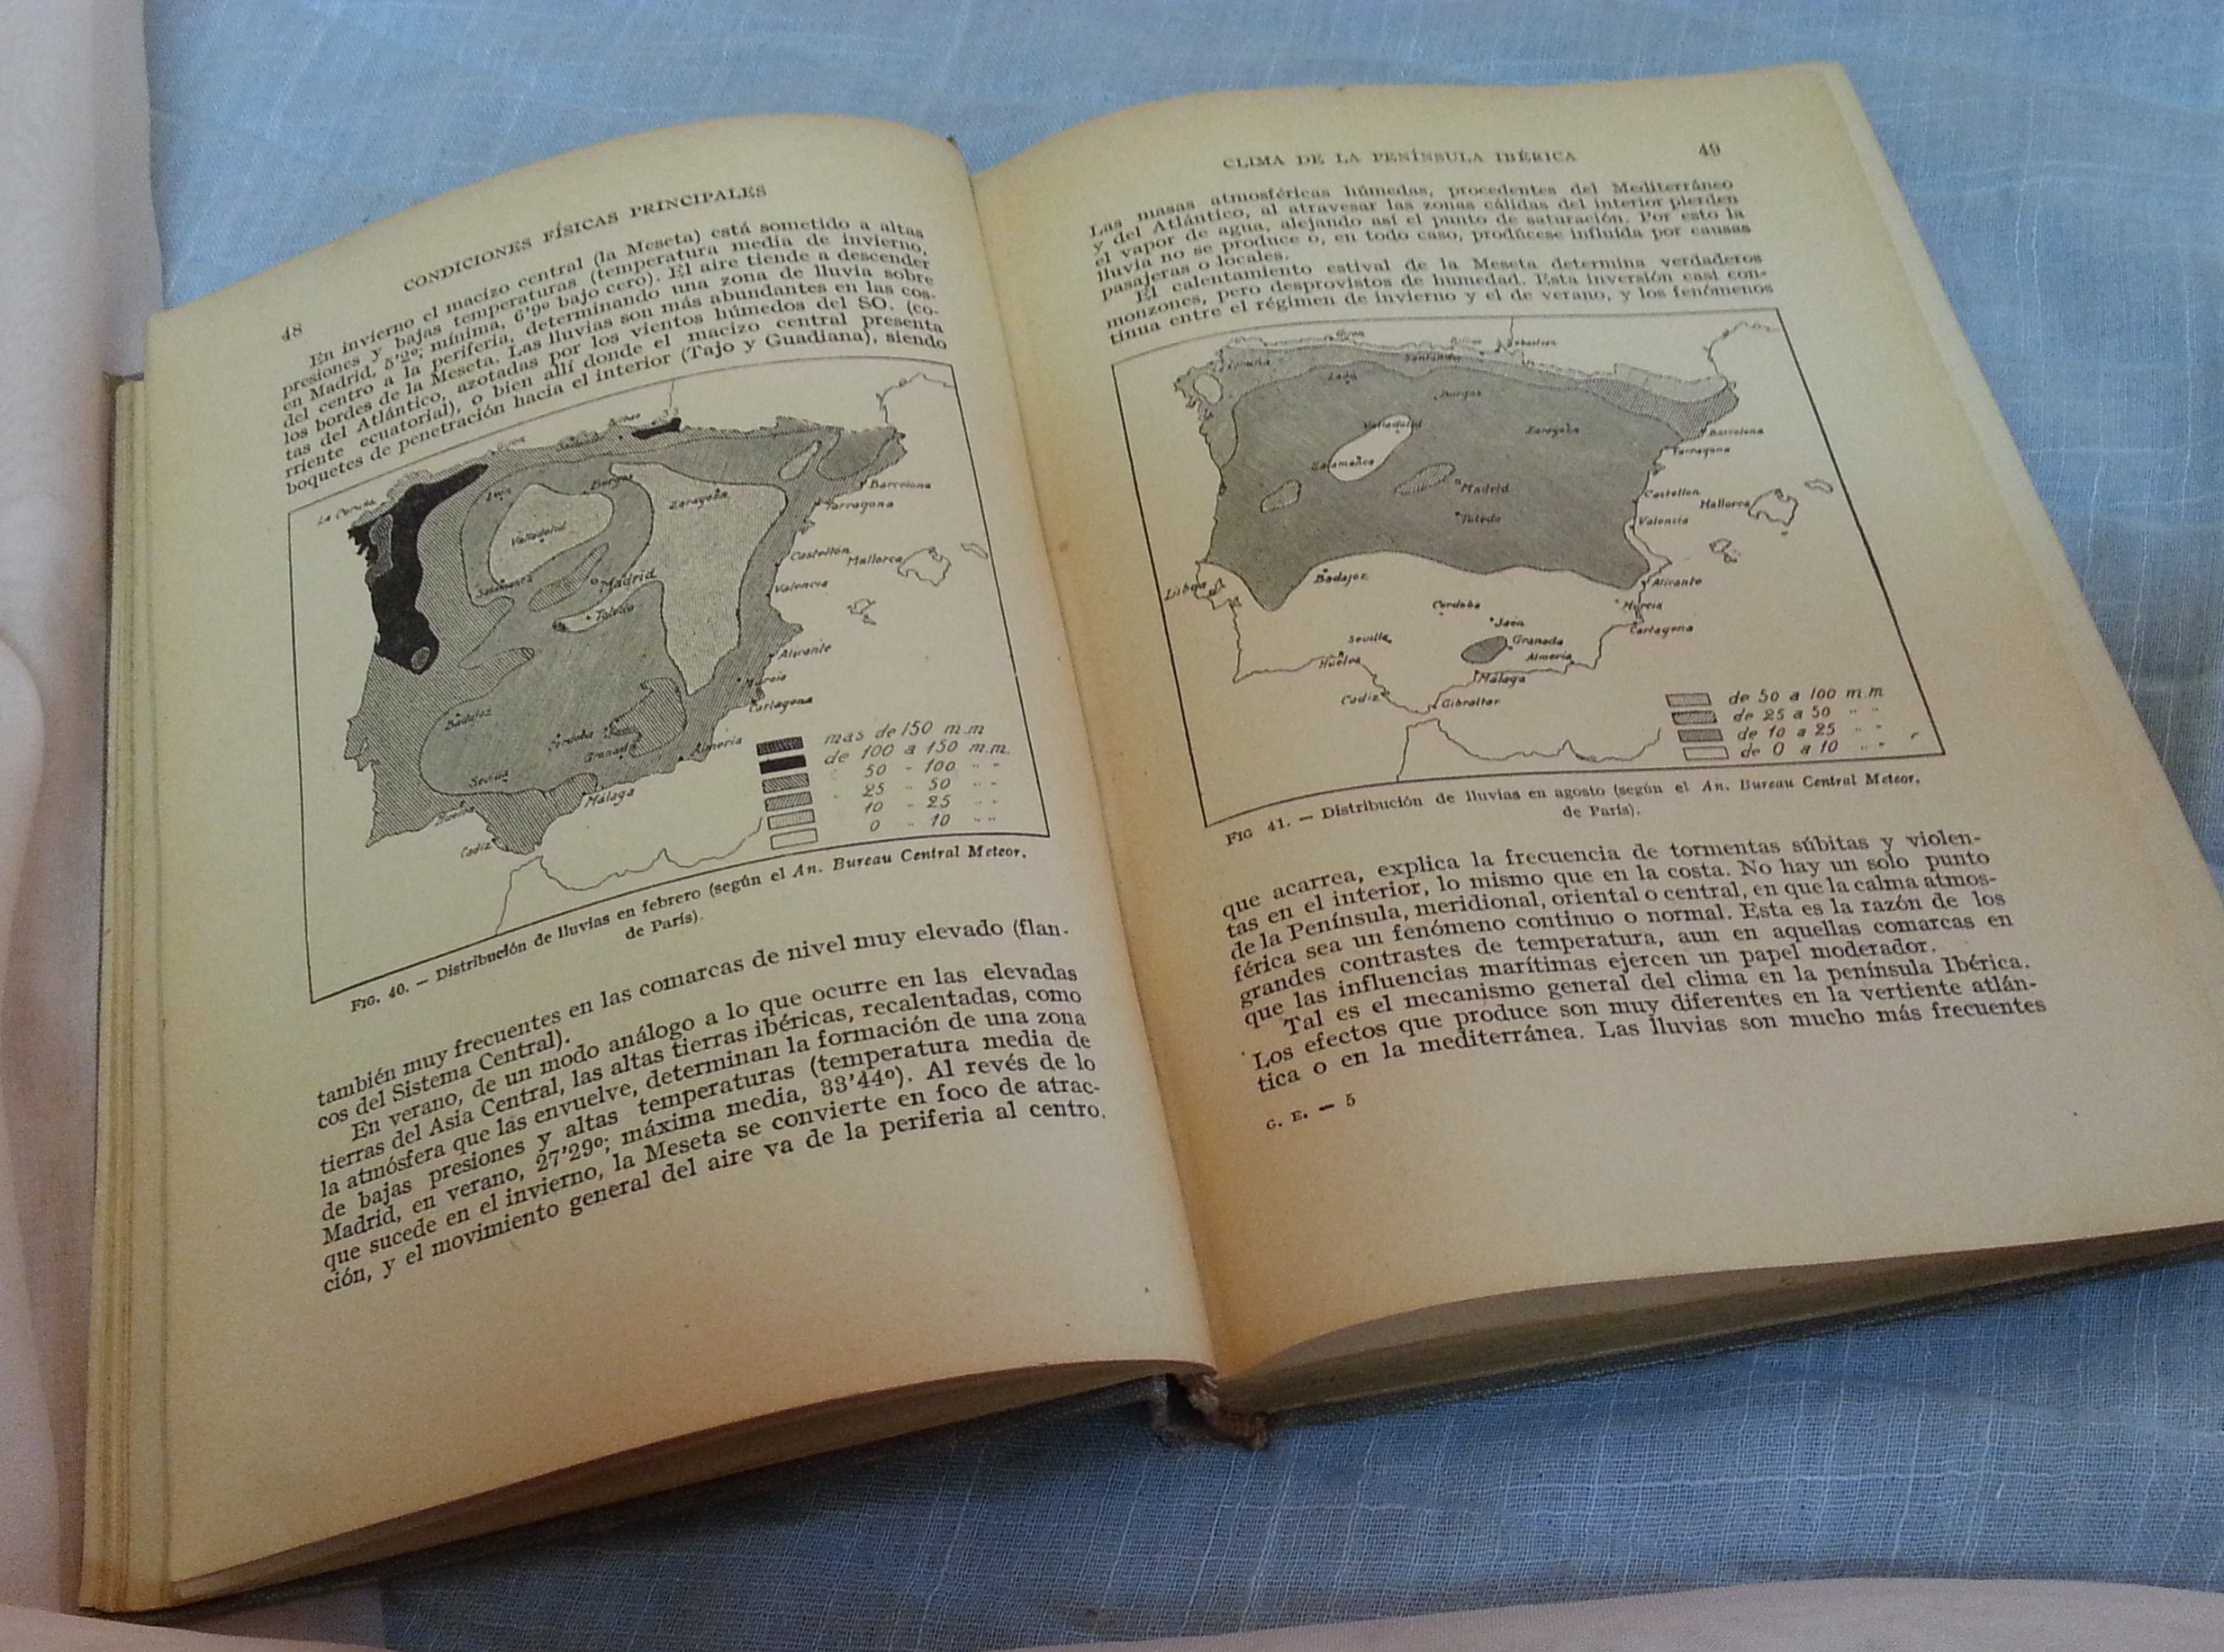 48
CONDICIONES FÍSICAS PRINCIPALES
En invierno el macizo central (la Meseta) está sometido a altas
presiones y bajas temperaturas (temperatura media de invierno,
en Madrid, 5'2º; mínima, 6'9º bajo cero). El aire tiende a descender
del centro a la periferia, determinando una zona de lluvia sobre
los bordes de la Meseta. Las lluvias son más abundantes en las cos-
tas del Atlántico, azotadas por los vientos húmedos del SO. (co-
rriente ecuatorial), o bien allí donde el macizo central presenta
boquetes de penetración hacia el interior (Tajo y Guadiana), siendo
La Coruña
Bilbao
León
Burgos
Zaragoza
Barcelona
Tarragona
Valladolid
Salamanca
Madrid
Toledo
Castellón
Mallorca
Valencia
Alicante
Murcia
Cartagena
Badajoz
Córdoba
Granada
Almería
Sevilla
Huelva
Málaga
Cadiz
mas de 150 m.m
de 100 a 150 m.m.
50 - 100 " "
25 - 50 " "
10 - 25 " "
0 - 10 " "
FIG. 40. — Distribución de lluvias en febrero (según el An. Bureau Central Meteor.
de París).
también muy frecuentes en las comarcas de nivel muy elevado (flan-
cos del Sistema Central).
En verano, de un modo análogo a lo que ocurre en las elevadas
tierras del Asia Central, las altas tierras ibéricas, recalentadas, como
la atmósfera que las envuelve, determinan la formación de una zona
de bajas presiones y altas temperaturas (temperatura media de
Madrid, en verano, 27'29º; máxima media, 33'44º). Al revés de lo
que sucede en el invierno, la Meseta se convierte en foco de atrac-
ción, y el movimiento general del aire va de la periferia al centro.
CLIMA DE LA PENÍNSULA IBÉRICA
49
Las masas atmosféricas húmedas, procedentes del Mediterráneo
y del Atlántico, al atravesar las zonas cálidas del interior pierden
el vapor de agua, alejando así el punto de saturación. Por esto la
lluvia no se produce o, en todo caso, prodúcese influída por causas
pasajeras o locales.
El calentamiento estival de la Meseta determina verdaderos
monzones, pero desprovistos de humedad. Esta inversión casi con-
tinua entre el régimen de invierno y el de verano, y los fenómenos
Gijon
Bilbao
Sebastian
Coruña
Santander
León
Burgos
Valladolid
Zaragoza
Barcelona
Tarragona
Salamanca
Madrid
Toledo
Castellon
Mallorca
Valencia
Lisboa
Badajoz
Alicante
Murcia
Cartagena
Cordoba
Jaen
Granada
Almeria
Sevilla
Huelva
Málaga
Cadiz
Gibraltar
de 50 a 100 m.m
de 25 a 50 " "
de 10 a 25 " "
de 0 a 10 " "
FIG 41. — Distribución de lluvias en agosto (según el An. Bureau Central Meteor.
de París).
que acarrea, explica la frecuencia de tormentas súbitas y violen-
tas en el interior, lo mismo que en la costa. No hay un solo punto
de la Península, meridional, oriental o central, en que la calma atmos-
férica sea un fenómeno continuo o normal. Esta es la razón de los
grandes contrastes de temperatura, aun en aquellas comarcas en
que las influencias marítimas ejercen un papel moderador.
Tal es el mecanismo general del clima en la península Ibérica.
Los efectos que produce son muy diferentes en la vertiente atlán-
tica o en la mediterránea. Las lluvias son mucho más frecuentes
G. E. — 5